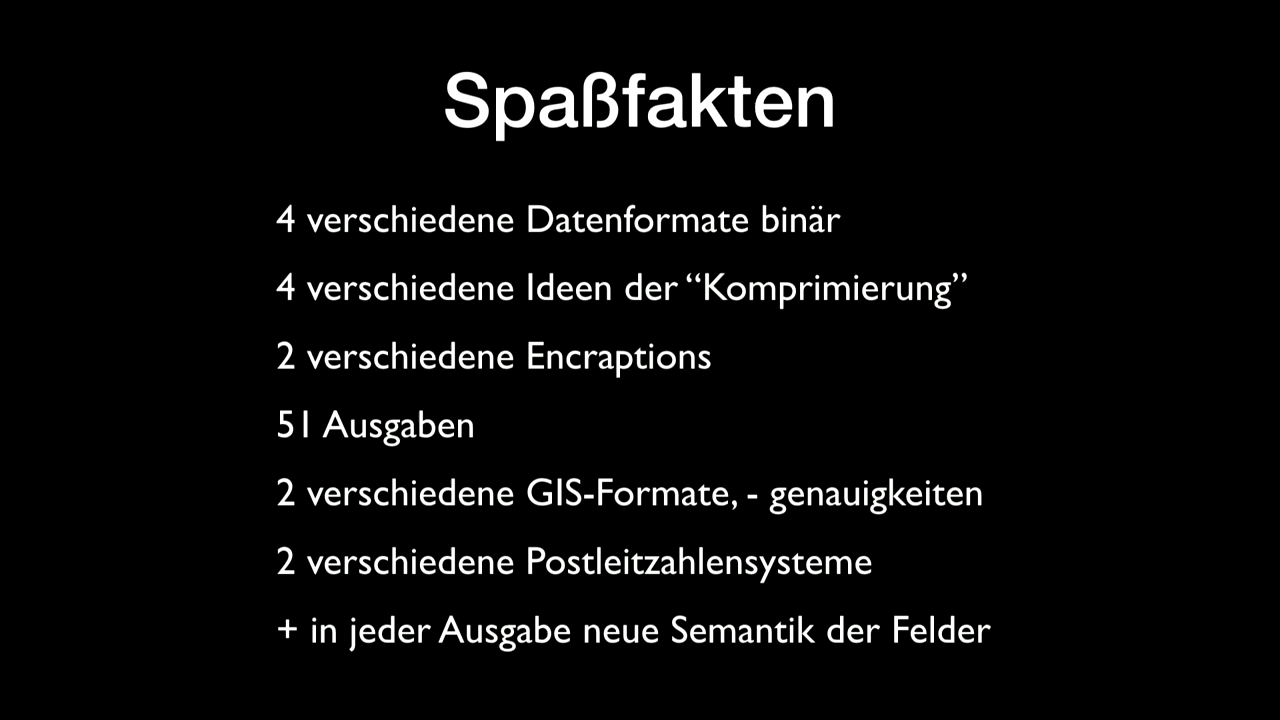 Spaßfakten
4 verschiedene Datenformate binär
4 verschiedene Ideen der “Komprimierung”
2 verschiedene Encraptions
51 Ausgaben
2 verschiedene GIS-Formate, - genauigkeiten
2 verschiedene Postleitzahlensysteme
+ in jeder Ausgabe neue Semantik der Felder